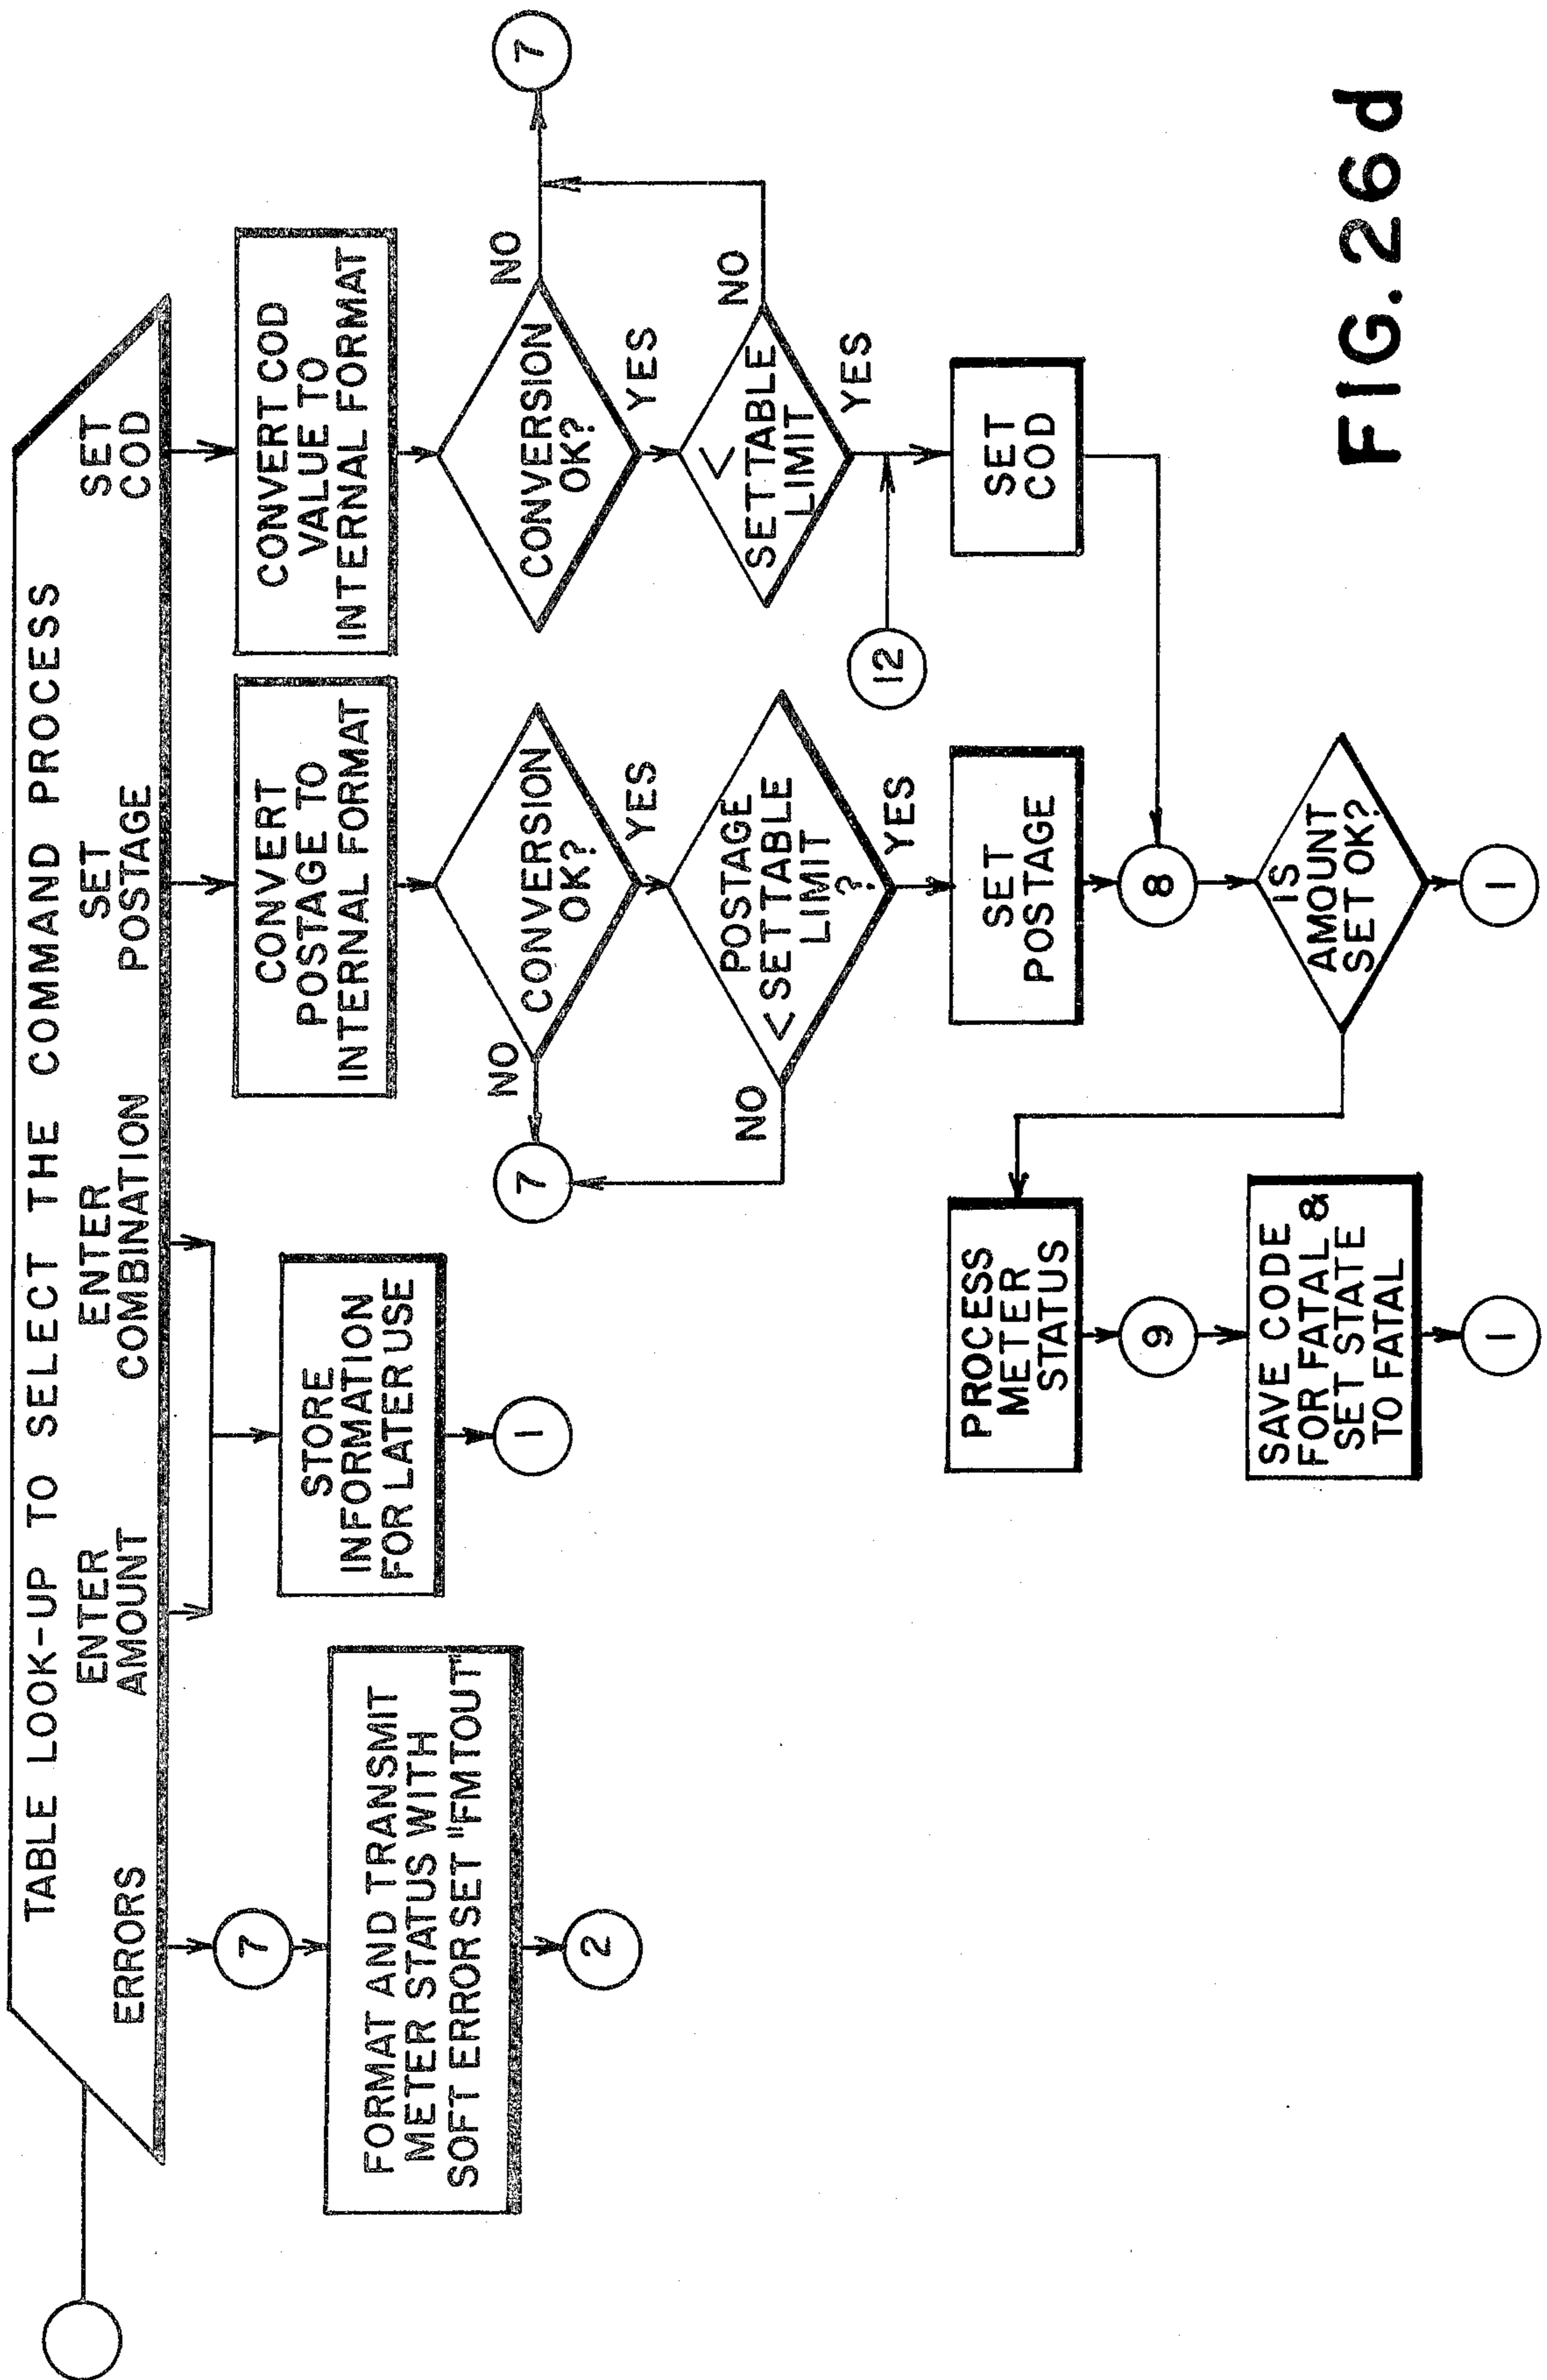 TABLE LOOK-UP TO SELECT THE COMMAND PROCESS
ERRORS
ENTER
AMOUNT
ENTER
COMBINATION
SET
POSTAGE
SET
COD
7
FORMAT AND TRANSMIT
METER STATUS WITH
SOFT ERROR SET "FMTOUT"
2
STORE
INFORMATION
FOR LATER USE
1
CONVERT
POSTAGE TO
INTERNAL FORMAT
CONVERSION
OK?
NO
YES
7
POSTAGE
< SETTABLE
LIMIT
?
NO
YES
SET
POSTAGE
8
IS
AMOUNT
SET OK?
1
PROCESS
METER
STATUS
9
SAVE CODE
FOR FATAL &
SET STATE
TO FATAL
1
CONVERT COD
VALUE TO
INTERNAL FORMAT
CONVERSION
OK?
NO
YES
7
<
SETTABLE
LIMIT
NO
YES
12
SET
COD
FIG. 26d